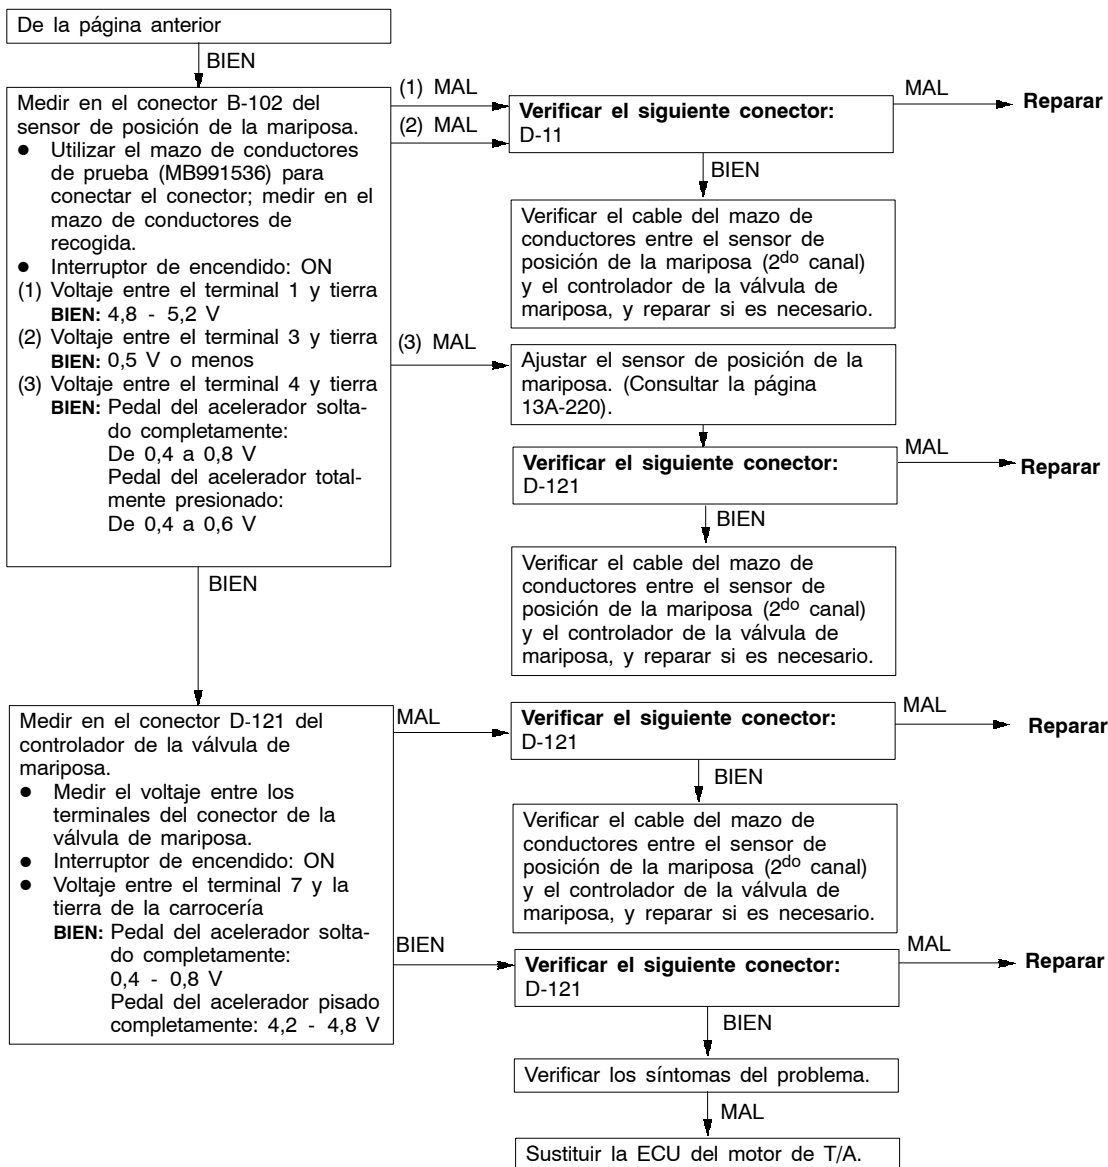 De la página anterior
BIEN
Medir en el conector B-102 del
sensor de posición de la mariposa.
● Utilizar el mazo de conductores
de prueba (MB991536) para
conectar el conector; medir en el
mazo de conductores de
recogida.
● Interruptor de encendido: ON
(1) Voltaje entre el terminal 1 y tierra
BIEN: 4,8 - 5,2 V
(2) Voltaje entre el terminal 3 y tierra
BIEN: 0,5 V o menos
(3) Voltaje entre el terminal 4 y tierra
BIEN: Pedal del acelerador solta-
do completamente:
De 0,4 a 0,8 V
Pedal del acelerador total-
mente presionado:
De 0,4 a 0,6 V
(1) MAL
(2) MAL
Verificar el siguiente conector:
D-11
MAL
Reparar
BIEN
Verificar el cable del mazo de
conductores entre el sensor de
posición de la mariposa (2do canal)
y el controlador de la válvula de
mariposa, y reparar si es necesario.
(3) MAL
Ajustar el sensor de posición de la
mariposa. (Consultar la página
13A-220).
Verificar el siguiente conector:
D-121
MAL
Reparar
BIEN
Verificar el cable del mazo de
conductores entre el sensor de
posición de la mariposa (2do canal)
y el controlador de la válvula de
mariposa, y reparar si es necesario.
BIEN
Medir en el conector D-121 del
controlador de la válvula de
mariposa.
● Medir el voltaje entre los
terminales del conector de la
válvula de mariposa.
● Interruptor de encendido: ON
● Voltaje entre el terminal 7 y la
tierra de la carrocería
BIEN: Pedal del acelerador solta-
do completamente:
0,4 - 0,8 V
Pedal del acelerador pisado
completamente: 4,2 - 4,8 V
MAL
Verificar el siguiente conector:
D-121
MAL
Reparar
BIEN
Verificar el cable del mazo de
conductores entre el sensor de
posición de la mariposa (2do canal)
y el controlador de la válvula de
mariposa, y reparar si es necesario.
BIEN
Verificar el siguiente conector:
D-121
MAL
Reparar
BIEN
Verificar los síntomas del problema.
MAL
Sustituir la ECU del motor de T/A.